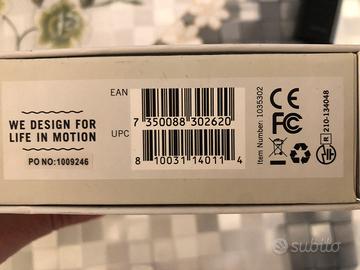 EAN
7 350088 302620
WE DESIGN FOR
LIFE IN MOTION
UPC
8 10031 14011 4
PO NO:1009246
Item Number: 1035302
CE
FC
R 210-134048
subito